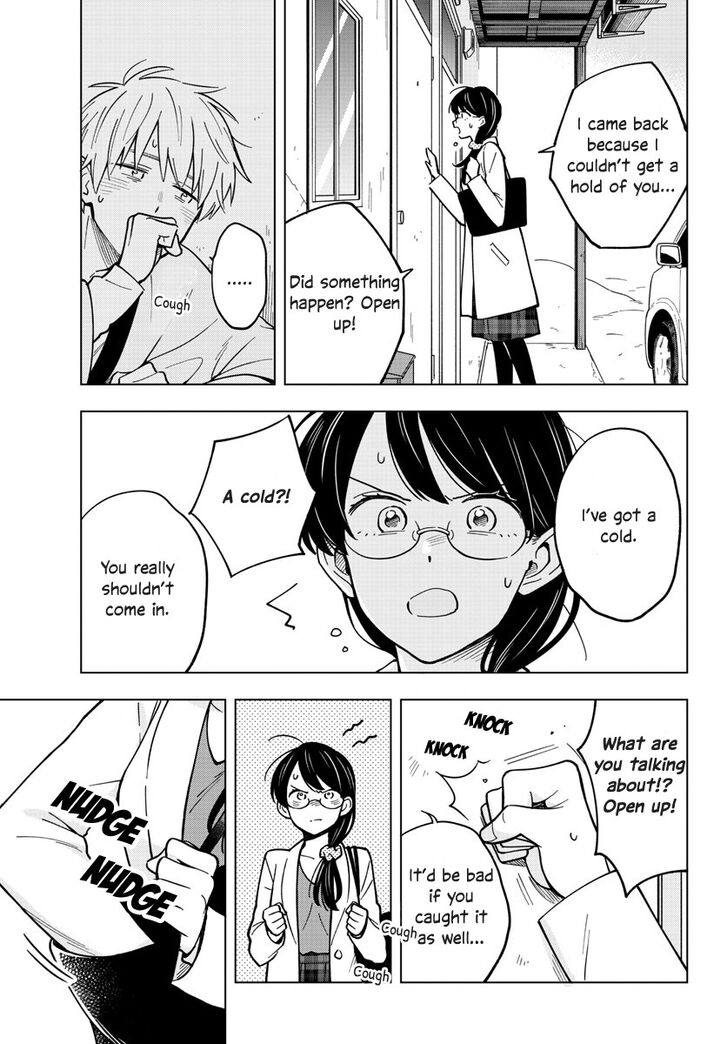 I came back
because I
couldn't get a
hold of you...
Did something
happen? Open
up!
.....
Cough
I've got a
cold.
A cold?!
You really
shouldn't
come in.
What are
you talking
about!?
Open up!
KNOCK
KNOCK
It'd be bad
if you
caught it
as well...
Cough
Cough
NUDGE
NUDGE